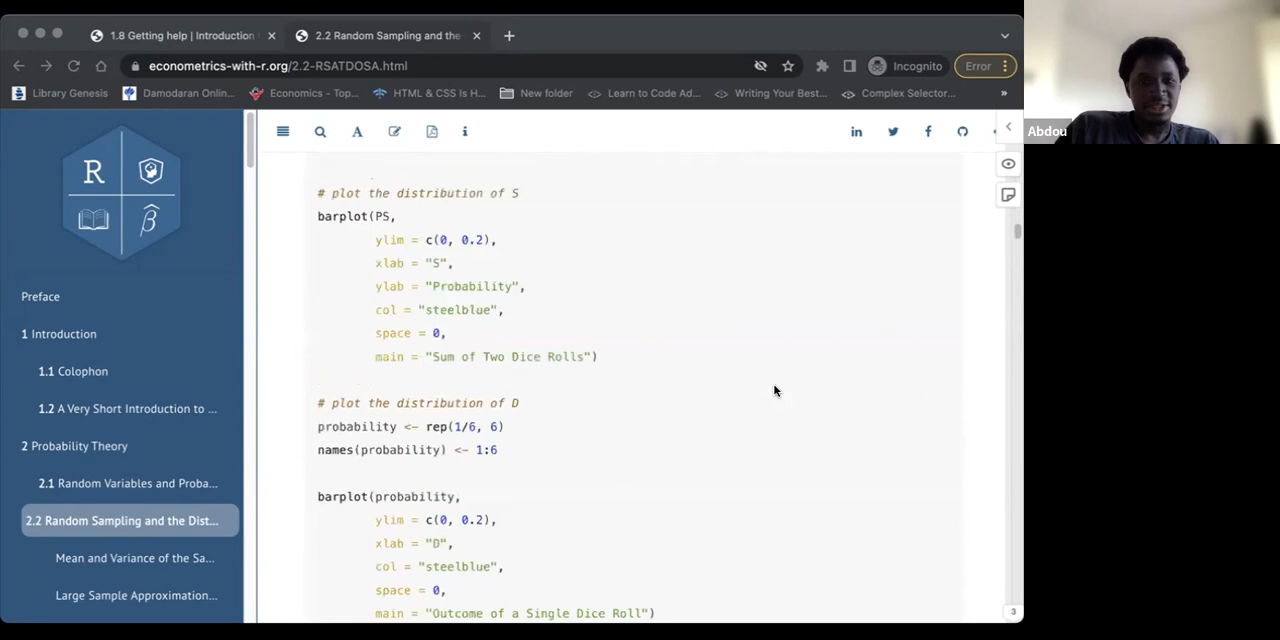 1.8 Getting help | Introduction
2.2 Random Sampling and the
econometrics-with-r.org/2.2-RSATDOSA.html
Incognito
Error
Library Genesis
Damodaran Onlin...
Economics - Top...
HTML & CSS Is H...
New folder
Learn to Code Ad...
Writing Your Best...
Complex Selector...
»
Abdou
R
β
Preface
1 Introduction
1.1 Colophon
1.2 A Very Short Introduction to ...
2 Probability Theory
2.1 Random Variables and Proba...
2.2 Random Sampling and the Dist...
Mean and Variance of the Sa...
Large Sample Approximation...
# plot the distribution of S
barplot(PS,
ylim = c(0, 0.2),
xlab = "S",
ylab = "Probability",
col = "steelblue",
space = 0,
main = "Sum of Two Dice Rolls")
# plot the distribution of D
probability <- rep(1/6, 6)
names(probability) <- 1:6
barplot(probability,
ylim = c(0, 0.2),
xlab = "D",
col = "steelblue",
space = 0,
main = "Outcome of a Single Dice Roll")
3